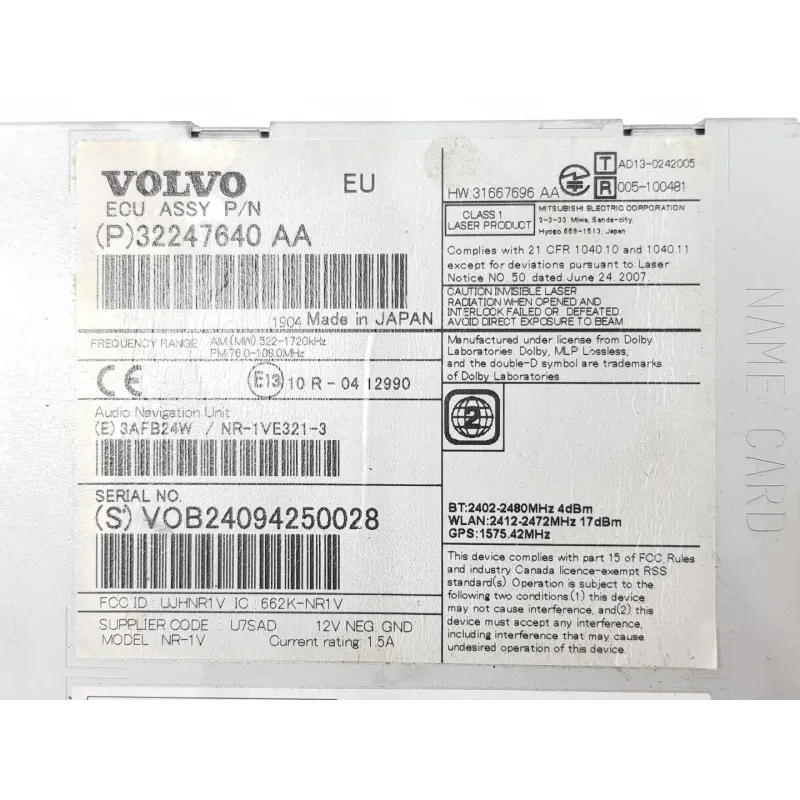 VOLVO EU
ECU ASSY P/N
(P)32247640 AA
1904 Made in JAPAN
FREQUENCY RANGE AM(MW) 522-1720kHz
FM 76.0-108.0MHz
CE E13 10 R - 04 12990
Audio Navigation Unit
(E) 3AFB24W / NR-1VE321-3
SERIAL NO.
(S) VOB24094250028
FCC ID : UJHNR1V IC : 662K-NR1V
SUPPLIER CODE : U7SAD 12V NEG GND
MODEL : NR-1V Current rating: 1.5A
HW:31667696 AA
T AD13-0242005
R 005-100481
CLASS 1
LASER PRODUCT
MITSUBISHI ELECTRIC CORPORATION
2-3-33, Miwa, Sanda-city,
Hyogo 669-1513, Japan
Complies with 21 CFR 1040.10 and 1040.11
except for deviations pursuant to Laser
Notice NO. 50 dated June 24, 2007.
CAUTION INVISIBLE LASER
RADIATION WHEN OPENED AND
INTERLOCK FAILED OR DEFEATED
AVOID DIRECT EXPOSURE TO BEAM
Manufactured under license from Dolby
Laboratories. Dolby, MLP Lossless,
and the double-D symbol are trademarks
of Dolby Laboratories
2
BT:2402-2480MHz 4dBm
WLAN:2412-2472MHz 17dBm
GPS:1575.42MHz
This device complies with part 15 of FCC Rules
and industry Canada licence-exempt RSS
standard(s). Operation is subject to the
following two conditions:(1) this device
may not cause interference, and(2) this
device must accept any interference,
including interference that may cause
undesired operation of this device.
NAME CARD